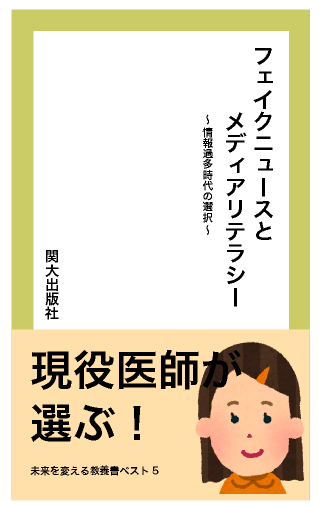 フェイクニュースと
メディアリテラシー
～情報過多時代の選択～
関大出版社
現役医師が
選ぶ！
未来を変える教養書ベスト5